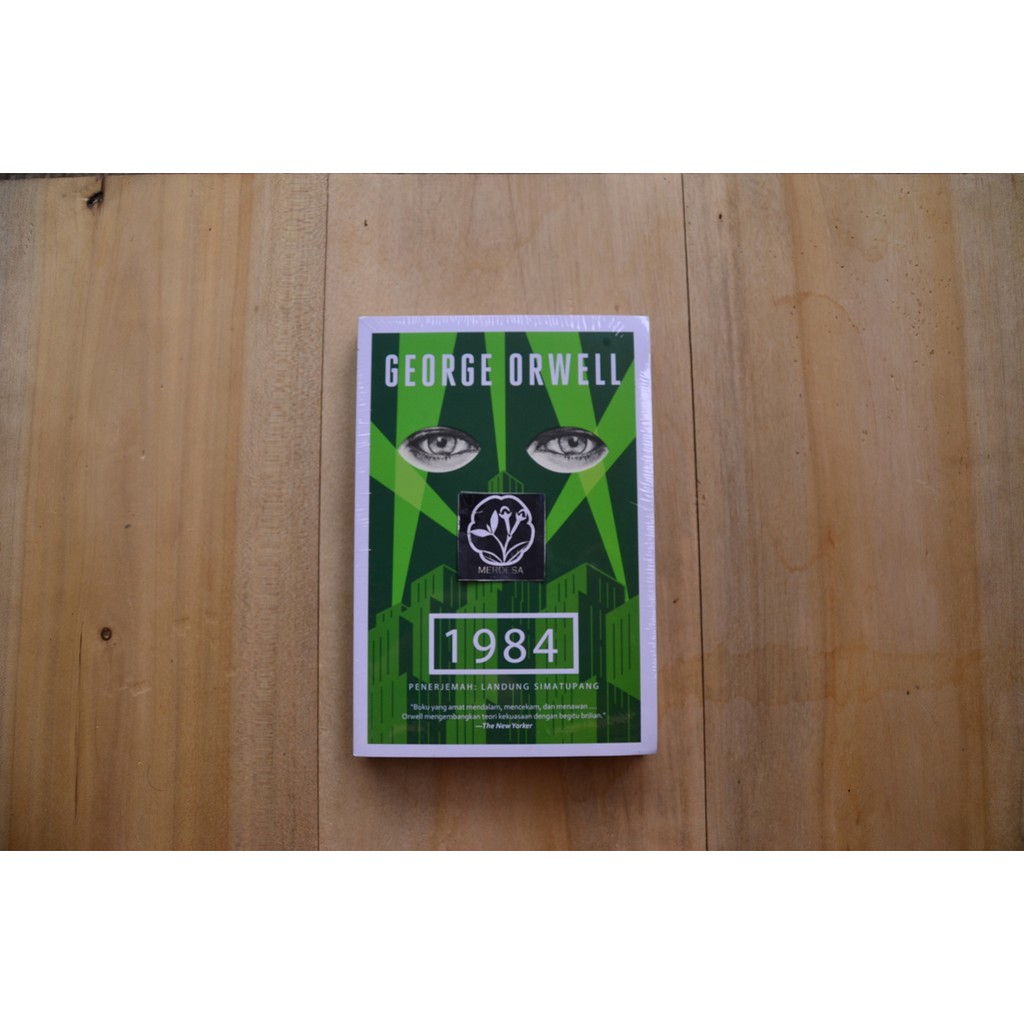 GEORGE ORWELL
MERDESA
1984
PENERJEMAH: LANDUNG SIMATUPANG
"Buku yang amat mendalam, mencekam, dan menawan ...
Orwell mengembangkan teori kekuasaan dengan begitu brilian."
—The New Yorker